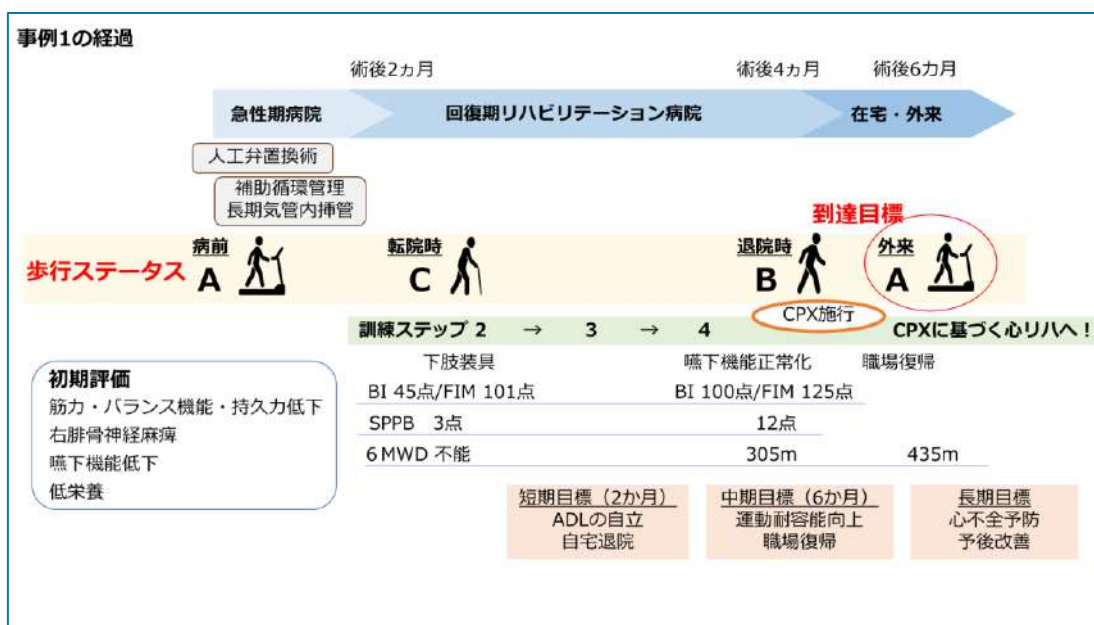 事例1の経過
術後2ヵ月
術後4ヵ月
術後6カ月
急性期病院
回復期リハビリテーション病院
在宅・外来
人工弁置換術
補助循環管理
長期気管内挿管
到達目標
歩行ステータス
病前
A
転院時
C
退院時
B
外来
A
CPX施行
訓練ステップ 2 → 3 → 4
CPXに基づく心リハへ!
下肢装具
嚥下機能正常化
職場復帰
BI 45点/FIM 101点
BI 100点/FIM 125点
SPPB 3点
12点
6MWD 不能
305m
435m
初期評価
筋力・バランス機能・持久力低下
右腓骨神経麻痺
嚥下機能低下
低栄養
短期目標(2か月)
ADLの自立
自宅退院
中期目標(6か月)
運動耐容能向上
職場復帰
長期目標
心不全予防
予後改善